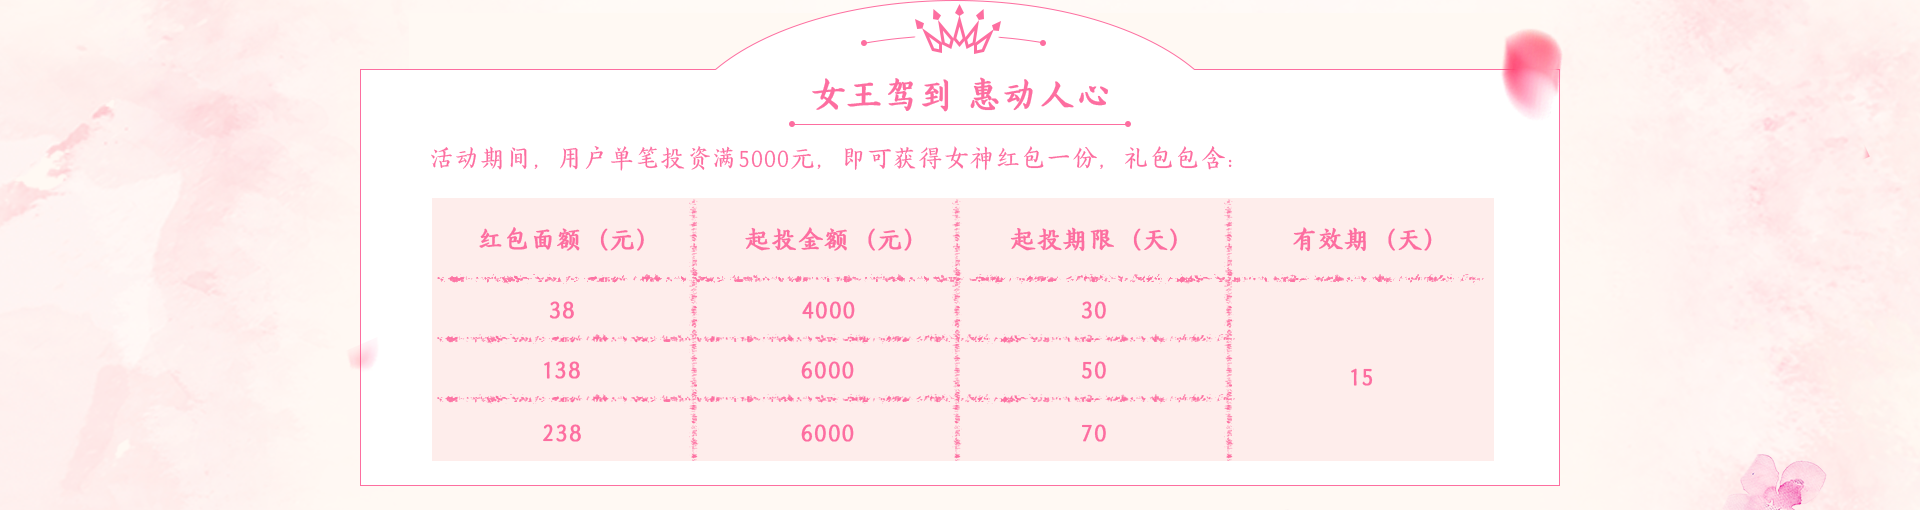 女王驾到 惠动人心
活动期间，用户单笔投资满5000元，即可获得女神红包一份，礼包包含：
红包面额（元） 起投金额（元） 起投期限（天） 有效期（天）
38 4000 30
138 6000 50
15
238 6000 70